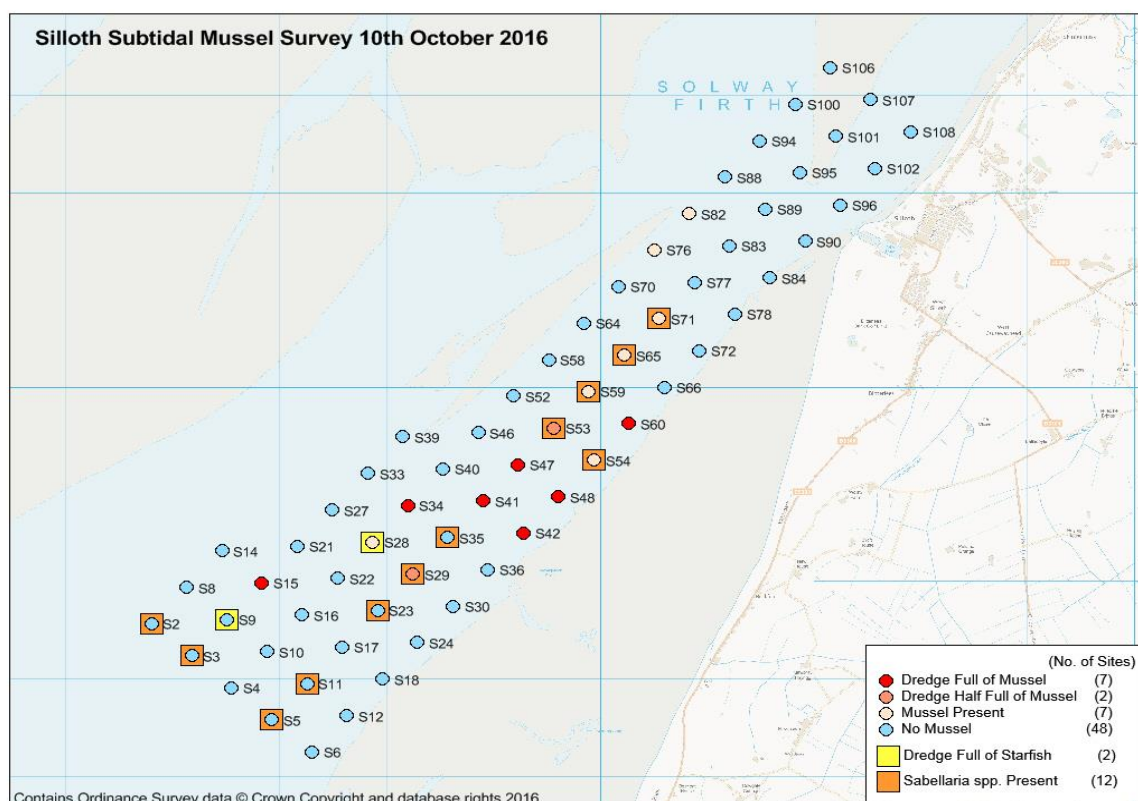 Silloth Subtidal Mussel Survey 10th October 2016
SOLWAY
FIRTH
S106
S107
S100
S108
S101
S94
S102
S95
S88
S96
S89
S82
Silloth
S90
S83
S76
S84
S77
S70
S78
S71
S64
S72
S65
S58
S66
S59
S52
S60
S53
S46
S39
S54
S47
S40
S33
S48
S41
S34
S27
S42
S35
S28
S21
S14
S36
S29
S22
S15
S8
S30
S23
S16
S9
S2
S24
S17
S10
S3
S18
S11
S4
S12
S5
S6
(No. of Sites)
Dredge Full of Mussel (7)
Dredge Half Full of Mussel (2)
Mussel Present (7)
No Mussel (48)
Dredge Full of Starfish (2)
Sabellaria spp. Present (12)
Contains Ordinance Survey data © Crown Copyright and database rights 2016